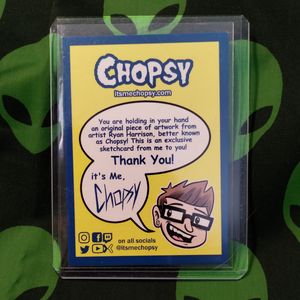 CHOPSY
itsmechopsy.com
You are holding in your hand
an original piece of artwork from
artist Ryan Harrison, better known
as Chopsy! This is an exclusive
sketchcard from me to you!
Thank You!
it's Me,
Chopsy
on all socials
@itsmechopsy